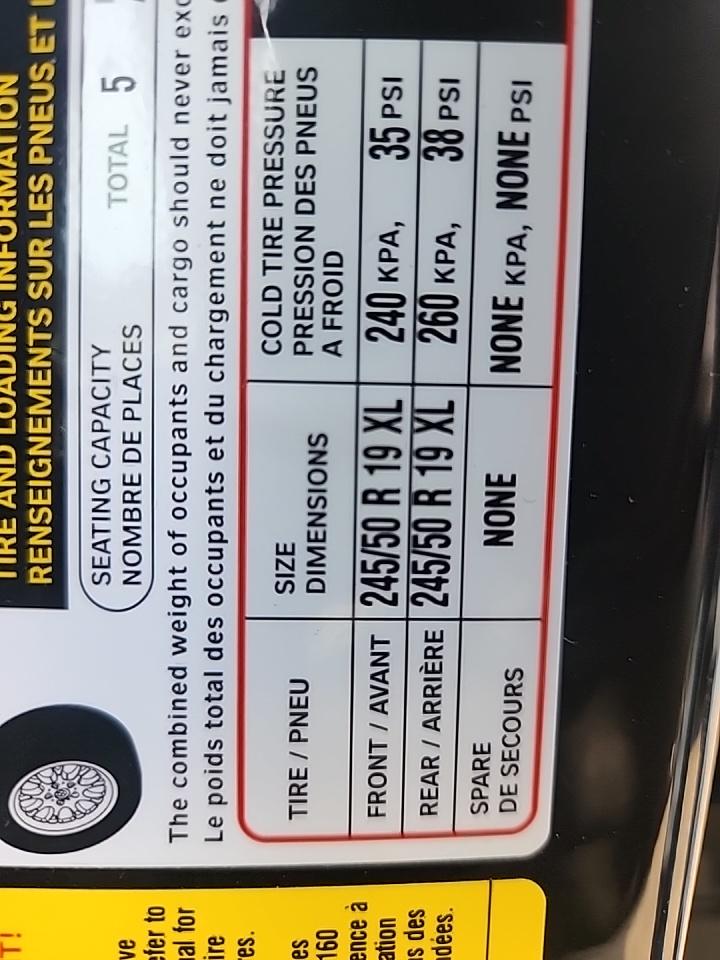 TIRE AND LOADING INFORMATION
RENSEIGNEMENTS SUR LES PNEUS ET
SEATING CAPACITY
NOMBRE DE PLACES
TOTAL 5
The combined weight of occupants and cargo should never
Le poids total des occupants et du chargement ne doit jamais
TIRE / PNEU
SIZE
DIMENSIONS
COLD TIRE PRESSURE
PRESSION DES PNEUS
A FROID
FRONT / AVANT 245/50 R 19 XL 240 KPA, 35 PSI
REAR / ARRIÈRE 245/50 R 19 XL 260 KPA, 38 PSI
SPARE
DE SECOURS
NONE NONE KPA, NONE PSI
160
des